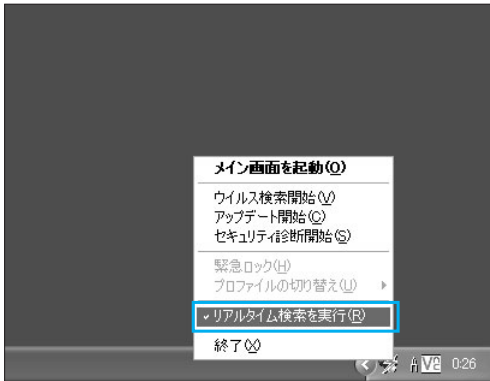 メイン画面を起動(O)
ウイルス検索開始(V)
アップデート開始(C)
セキュリティ診断開始(S)
緊急ロック(H)
プロファイルの切り替え(U)
リアルタイム検索を実行(R)
終了(X)
A 0:26